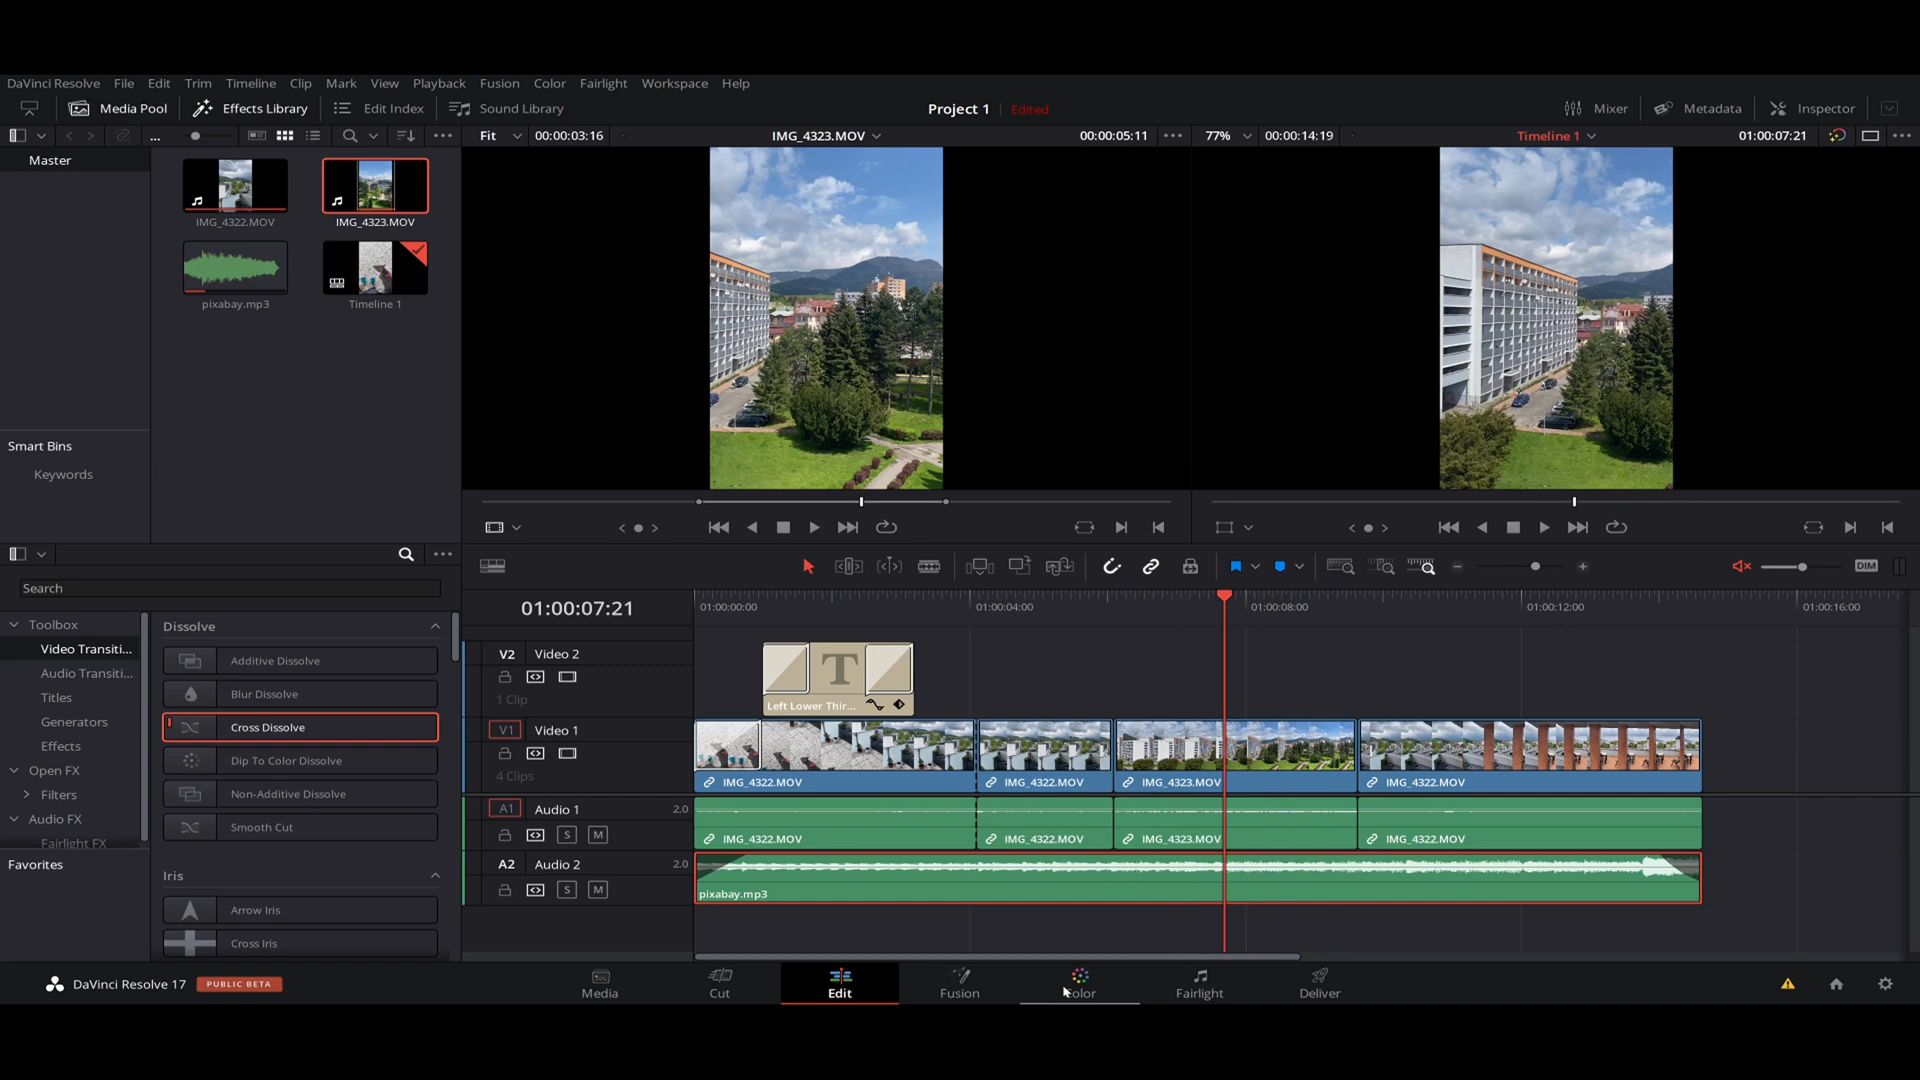 DaVinci Resolve File Edit Trim Timeline Clip Mark View Playback Fusion Color Fairlight Workspace Help
Media Pool Effects Library Edit Index Sound Library Project 1 Edited Mixer Metadata Inspector
... Fit 00:00:03:16 IMG_4323.MOV 00:00:05:11 77% 00:00:14:19 Timeline 1 01:00:07:21
Master
IMG_4322.MOV IMG_4323.MOV
pixabay.mp3 Timeline 1
Smart Bins
Keywords
Search
Toolbox
Video Transiti...
Audio Transiti...
Titles
Generators
Effects
Open FX
Filters
Audio FX
Fairlight FX
Favorites
Dissolve
Additive Dissolve
Blur Dissolve
Cross Dissolve
Dip To Color Dissolve
Non-Additive Dissolve
Smooth Cut
Iris
Arrow Iris
Cross Iris
DIM
01:00:07:21 01:00:00:00 01:00:04:00 01:00:08:00 01:00:12:00 01:00:16:00
V2 Video 2
1 Clip
T
Left Lower Thir...
V1 Video 1
4 Clips
IMG_4322.MOV IMG_4322.MOV IMG_4323.MOV IMG_4322.MOV
A1 Audio 1 2.0
S M
IMG_4322.MOV IMG_4322.MOV IMG_4323.MOV IMG_4322.MOV
A2 Audio 2 2.0
S M
pixabay.mp3
DaVinci Resolve 17 PUBLIC BETA
Media Cut Edit Fusion Color Fairlight Deliver